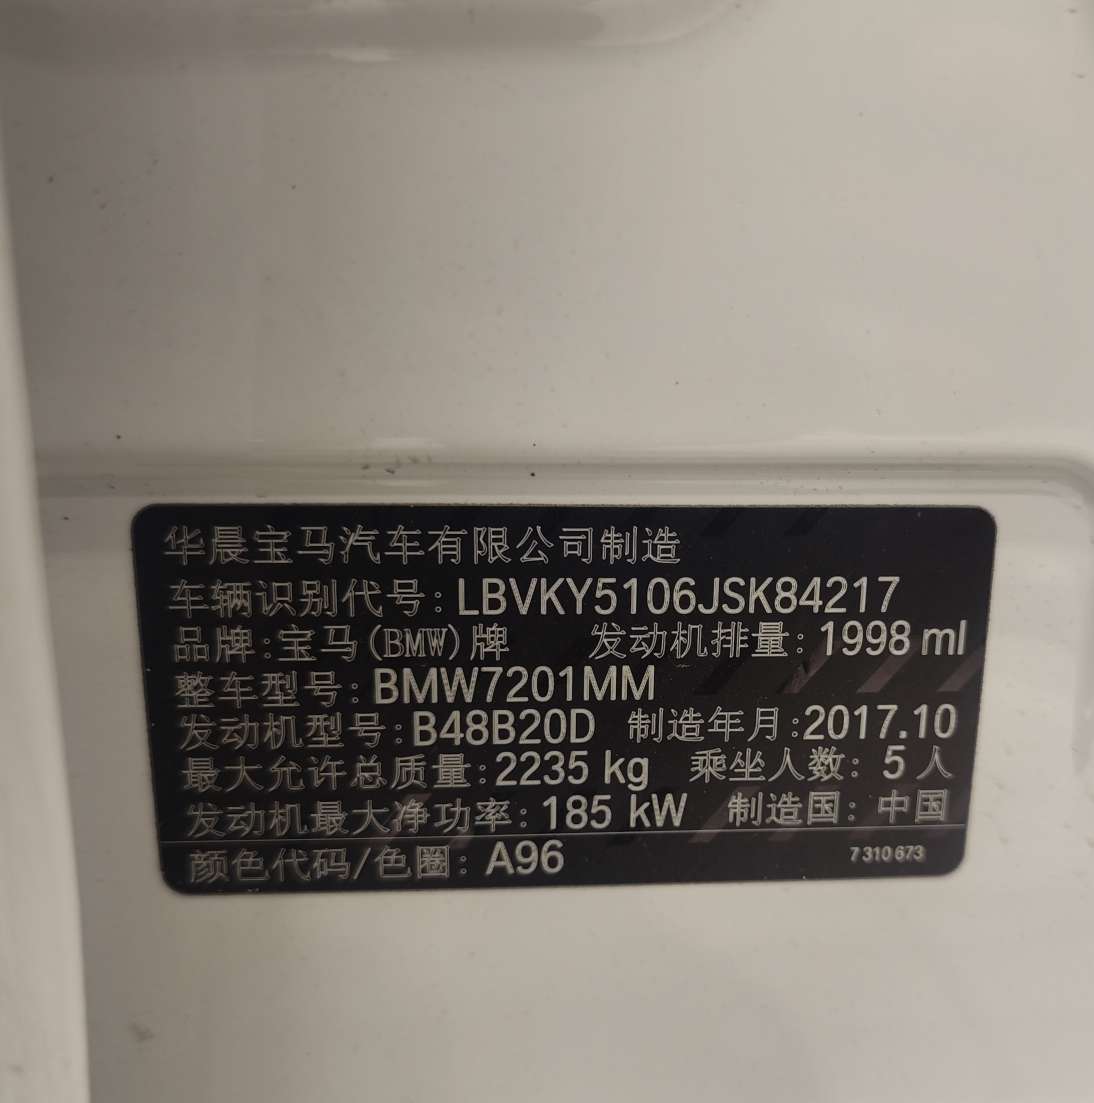 华晨宝马汽车有限公司制造
车辆识别代号: LBVKY5106JSK84217
品牌:宝马(BMW)牌 发动机排量: 1998 ml
整车型号: BMW7201MM
发动机型号: B48B20D 制造年月:2017.10
最大允许总质量: 2235 kg 乘坐人数: 5 人
发动机最大净功率: 185 kW 制造国: 中国
颜色代码/色圈: A96 7 310 673